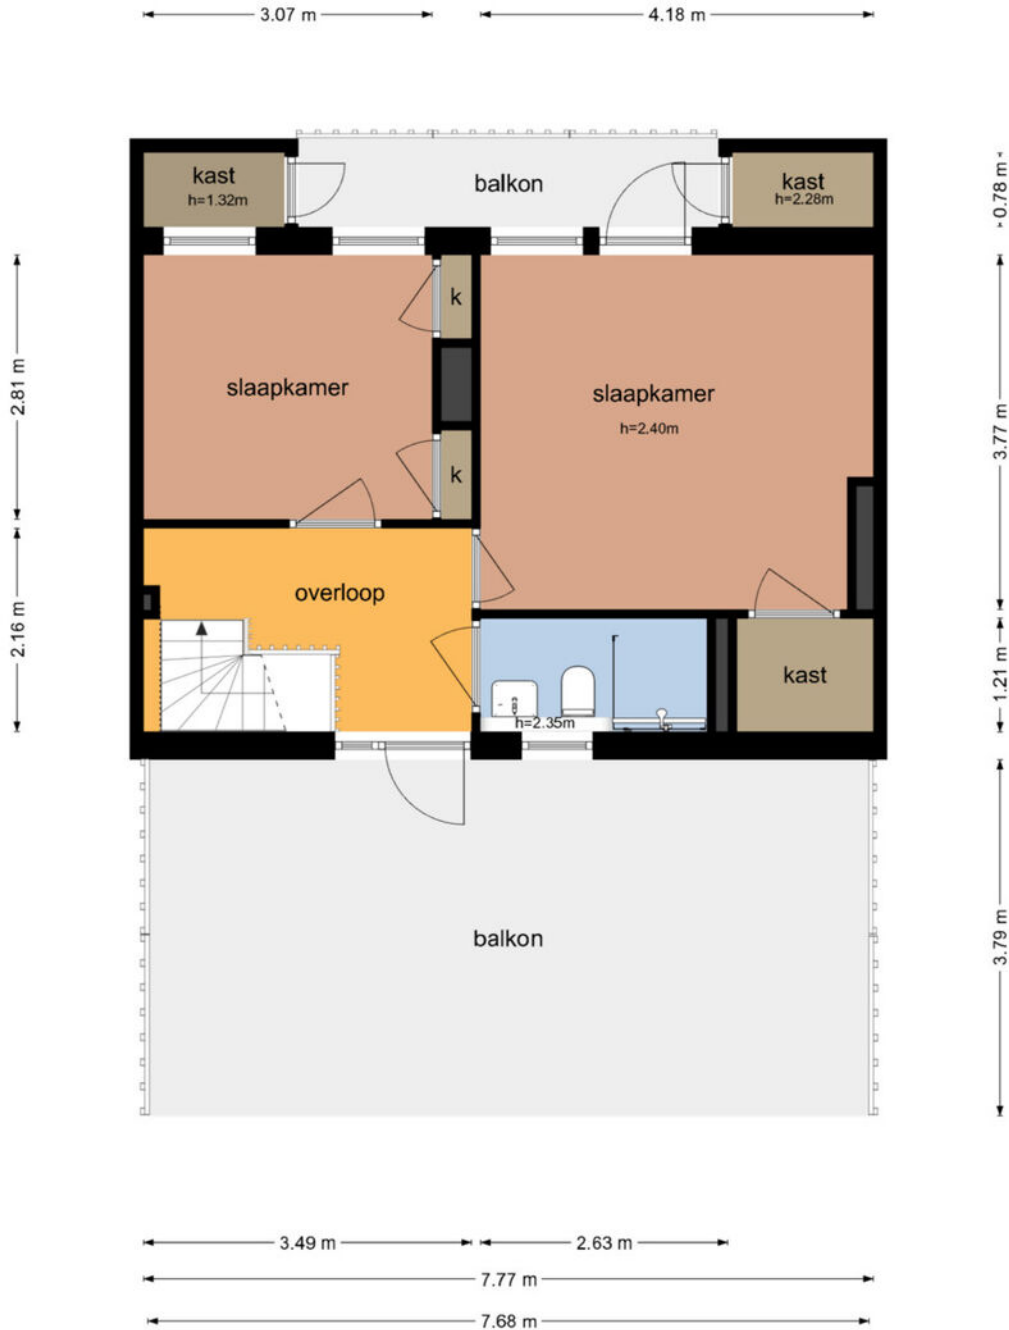 3.07 m
4.18 m
kast
h=1.32m
balkon
kast
h=2.28m
0.78 m
k
slaapkamer
slaapkamer
h=2.40m
2.81 m
3.77 m
k
overloop
2.16 m
kast
1.21 m
h=2.35m
balkon
3.79 m
3.49 m
2.63 m
7.77 m
7.68 m